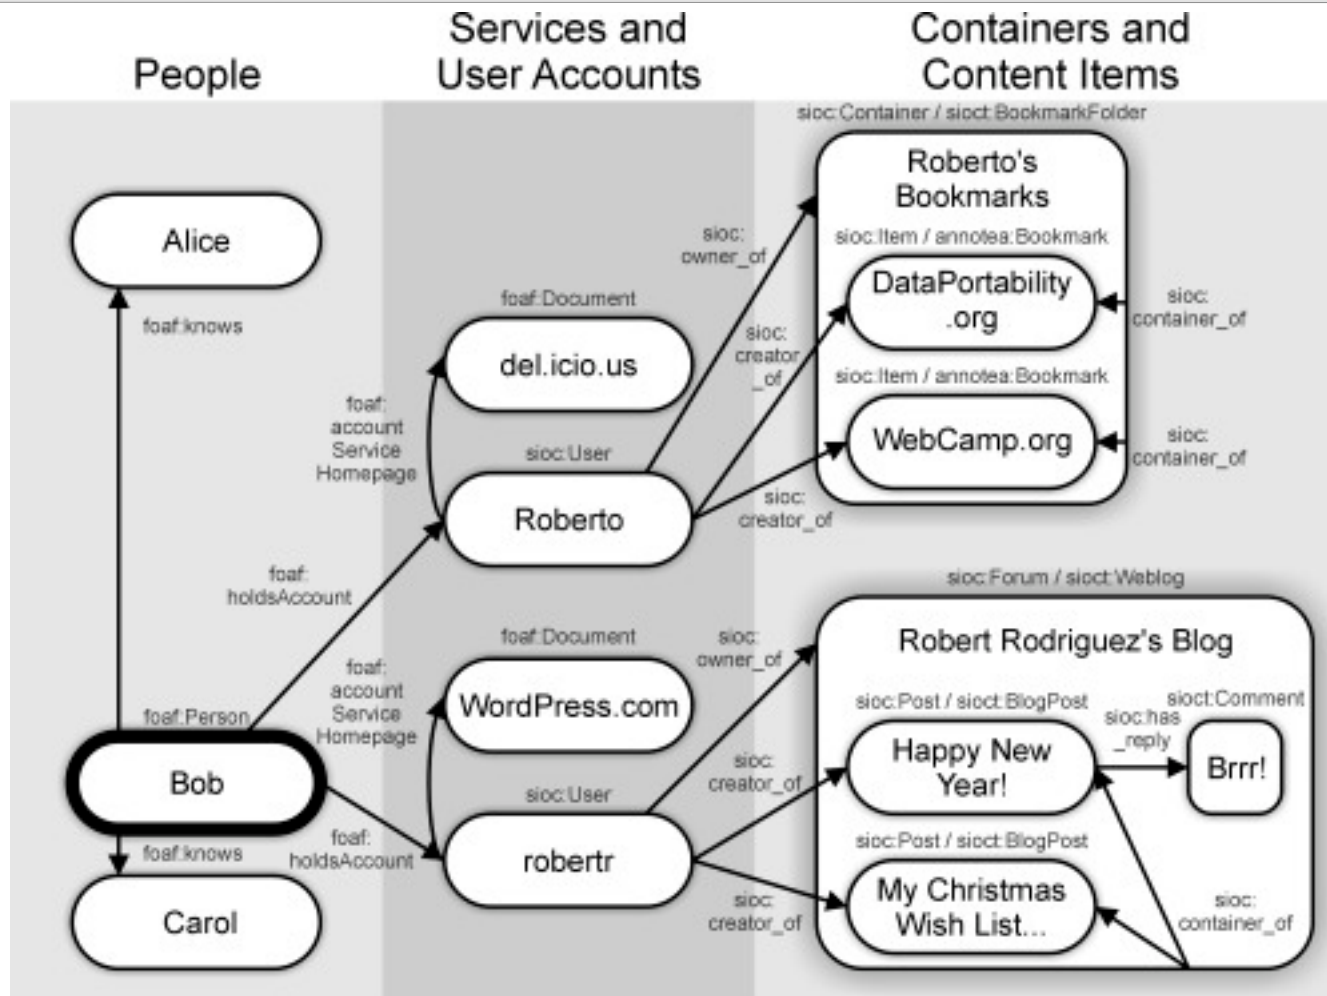 People
Services and
User Accounts
Containers and
Content Items
Alice
foaf:knows
foaf:Person
Bob
foaf:knows
Carol
foaf:
holdsAccount
foaf:
holdsAccount
foaf:Document
del.icio.us
foaf:
account
Service
Homepage
sioc:User
Roberto
foaf:Document
WordPress.com
foaf:
account
Service
Homepage
sioc:User
robertr
sioc:
owner_of
sioc:
creator
_of
sioc:
creator_of
sioc:
owner_of
sioc:
creator_of
sioc:
creator_of
sioc:Container / sioct:BookmarkFolder
Roberto's
Bookmarks
sioc:Item / annotea:Bookmark
DataPortability
.org
sioc:
container_of
sioc:Item / annotea:Bookmark
WebCamp.org
sioc:
container_of
sioc:Forum / sioct:Weblog
Robert Rodriguez's Blog
sioc:Post / sioct:BlogPost
Happy New
Year!
sioc:has
_reply
sioct:Comment
Brrr!
sioc:Post / sioct:BlogPost
My Christmas
Wish List...
sioc:
container_of